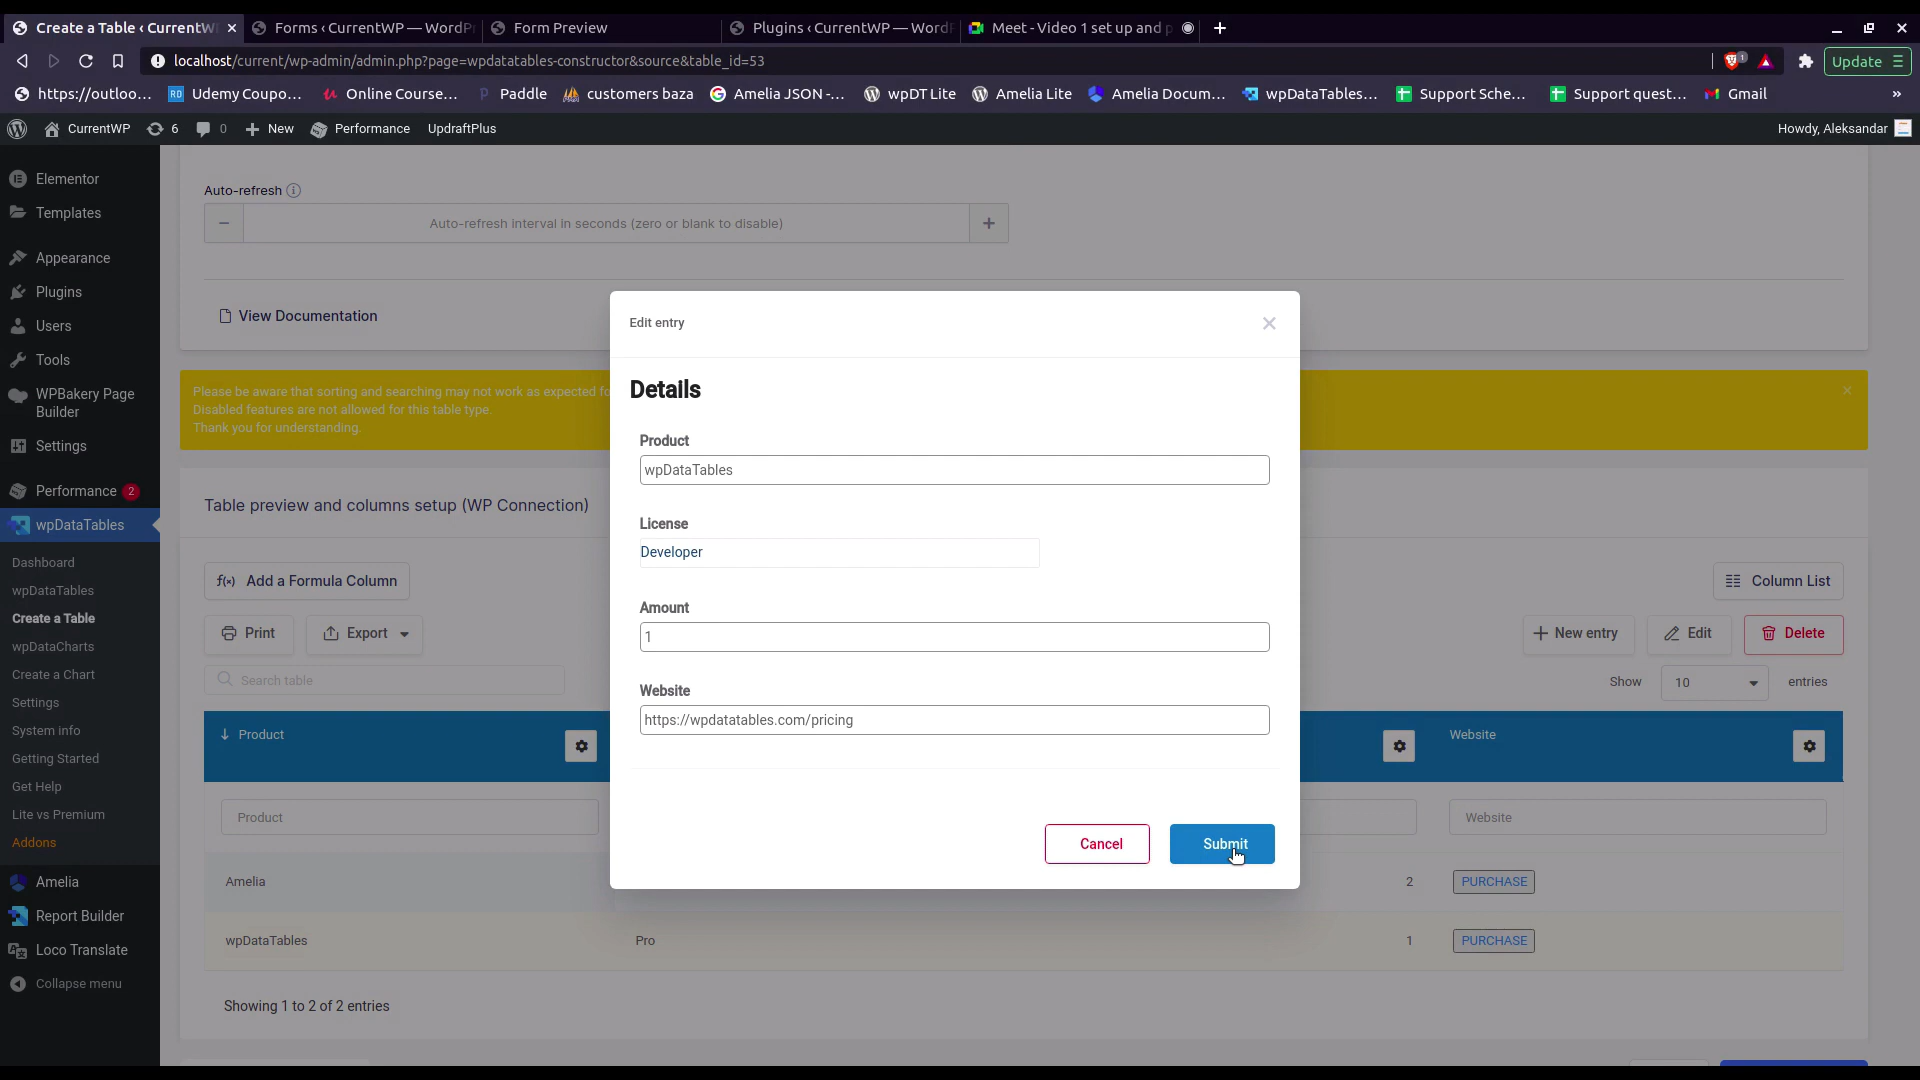 Create a Table ‹ CurrentW
Forms ‹ CurrentWP — WordP
Form Preview
Plugins ‹ CurrentWP — WordP
Meet - Video 1 set up and p
localhost/current/wp-admin/admin.php?page=wpdatatables-constructor&source&table_id=53
1
Update
https://outloo...
RD
Udemy Coupo...
Online Course...
Paddle
customers baza
Amelia JSON -...
wpDT Lite
Amelia Lite
Amelia Docum...
wpDataTables...
Support Sche...
Support quest...
Gmail
»
CurrentWP
6
0
New
Performance
UpdraftPlus
Howdy, Aleksandar
Elementor
Templates
Appearance
Plugins
Users
Tools
WPBakery Page
Builder
Settings
Performance 2
wpDataTables
Dashboard
wpDataTables
Create a Table
wpDataCharts
Create a Chart
Settings
System info
Getting Started
Get Help
Lite vs Premium
Addons
Amelia
Report Builder
Loco Translate
Collapse menu
Auto-refresh
Auto-refresh interval in seconds (zero or blank to disable)
View Documentation
Please be aware that sorting and searching may not work as expected fo
Disabled features are not allowed for this table type.
Thank you for understanding.
Table preview and columns setup (WP Connection)
f(x) Add a Formula Column
Column List
Print
Export
New entry
Edit
Delete
Search table
Show
10
entries
Product
Website
Product
Website
Amelia
2
PURCHASE
wpDataTables
Pro
1
PURCHASE
Showing 1 to 2 of 2 entries
Edit entry
Details
Product
wpDataTables
License
Developer
Amount
1
Website
https://wpdatatables.com/pricing
Cancel
Submit